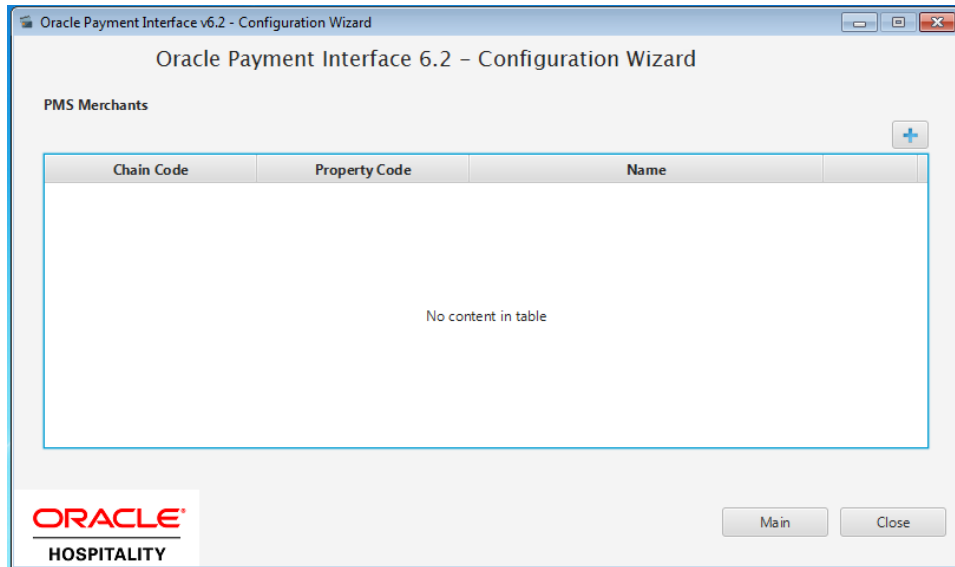 Oracle Payment Interface v6.2 - Configuration Wizard
Oracle Payment Interface 6.2 – Configuration Wizard
PMS Merchants
Chain Code Property Code Name
No content in table
ORACLE®
HOSPITALITY
Main Close